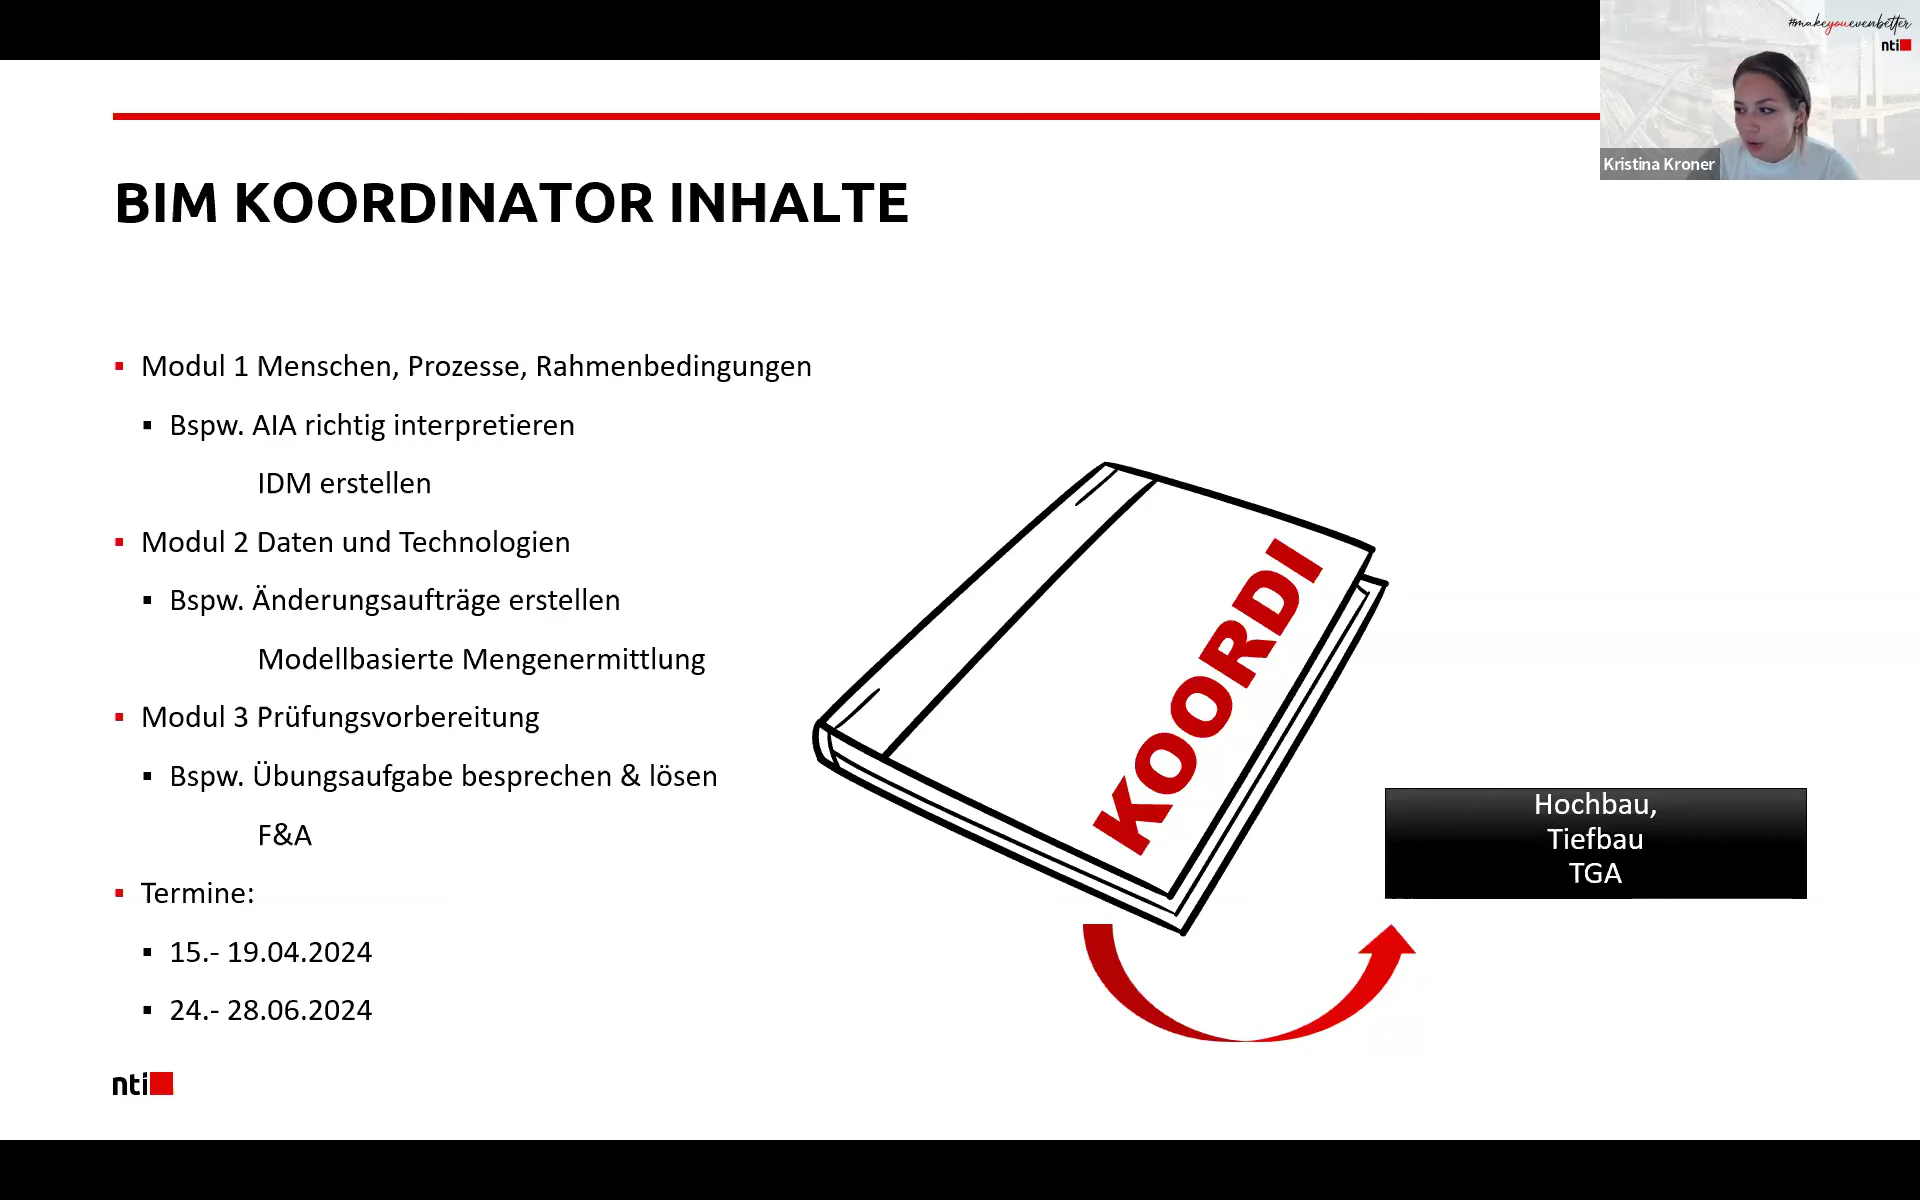 #makeyouevenbetter
nti
Kristina Kroner
BIM KOORDINATOR INHALTE
Modul 1 Menschen, Prozesse, Rahmenbedingungen
Bspw. AIA richtig interpretieren
IDM erstellen
Modul 2 Daten und Technologien
Bspw. Änderungsaufträge erstellen
Modellbasierte Mengenermittlung
Modul 3 Prüfungsvorbereitung
Bspw. Übungsaufgabe besprechen & lösen
F&A
Termine:
15.- 19.04.2024
24.- 28.06.2024
KOORDI
Hochbau,
Tiefbau
TGA
nti